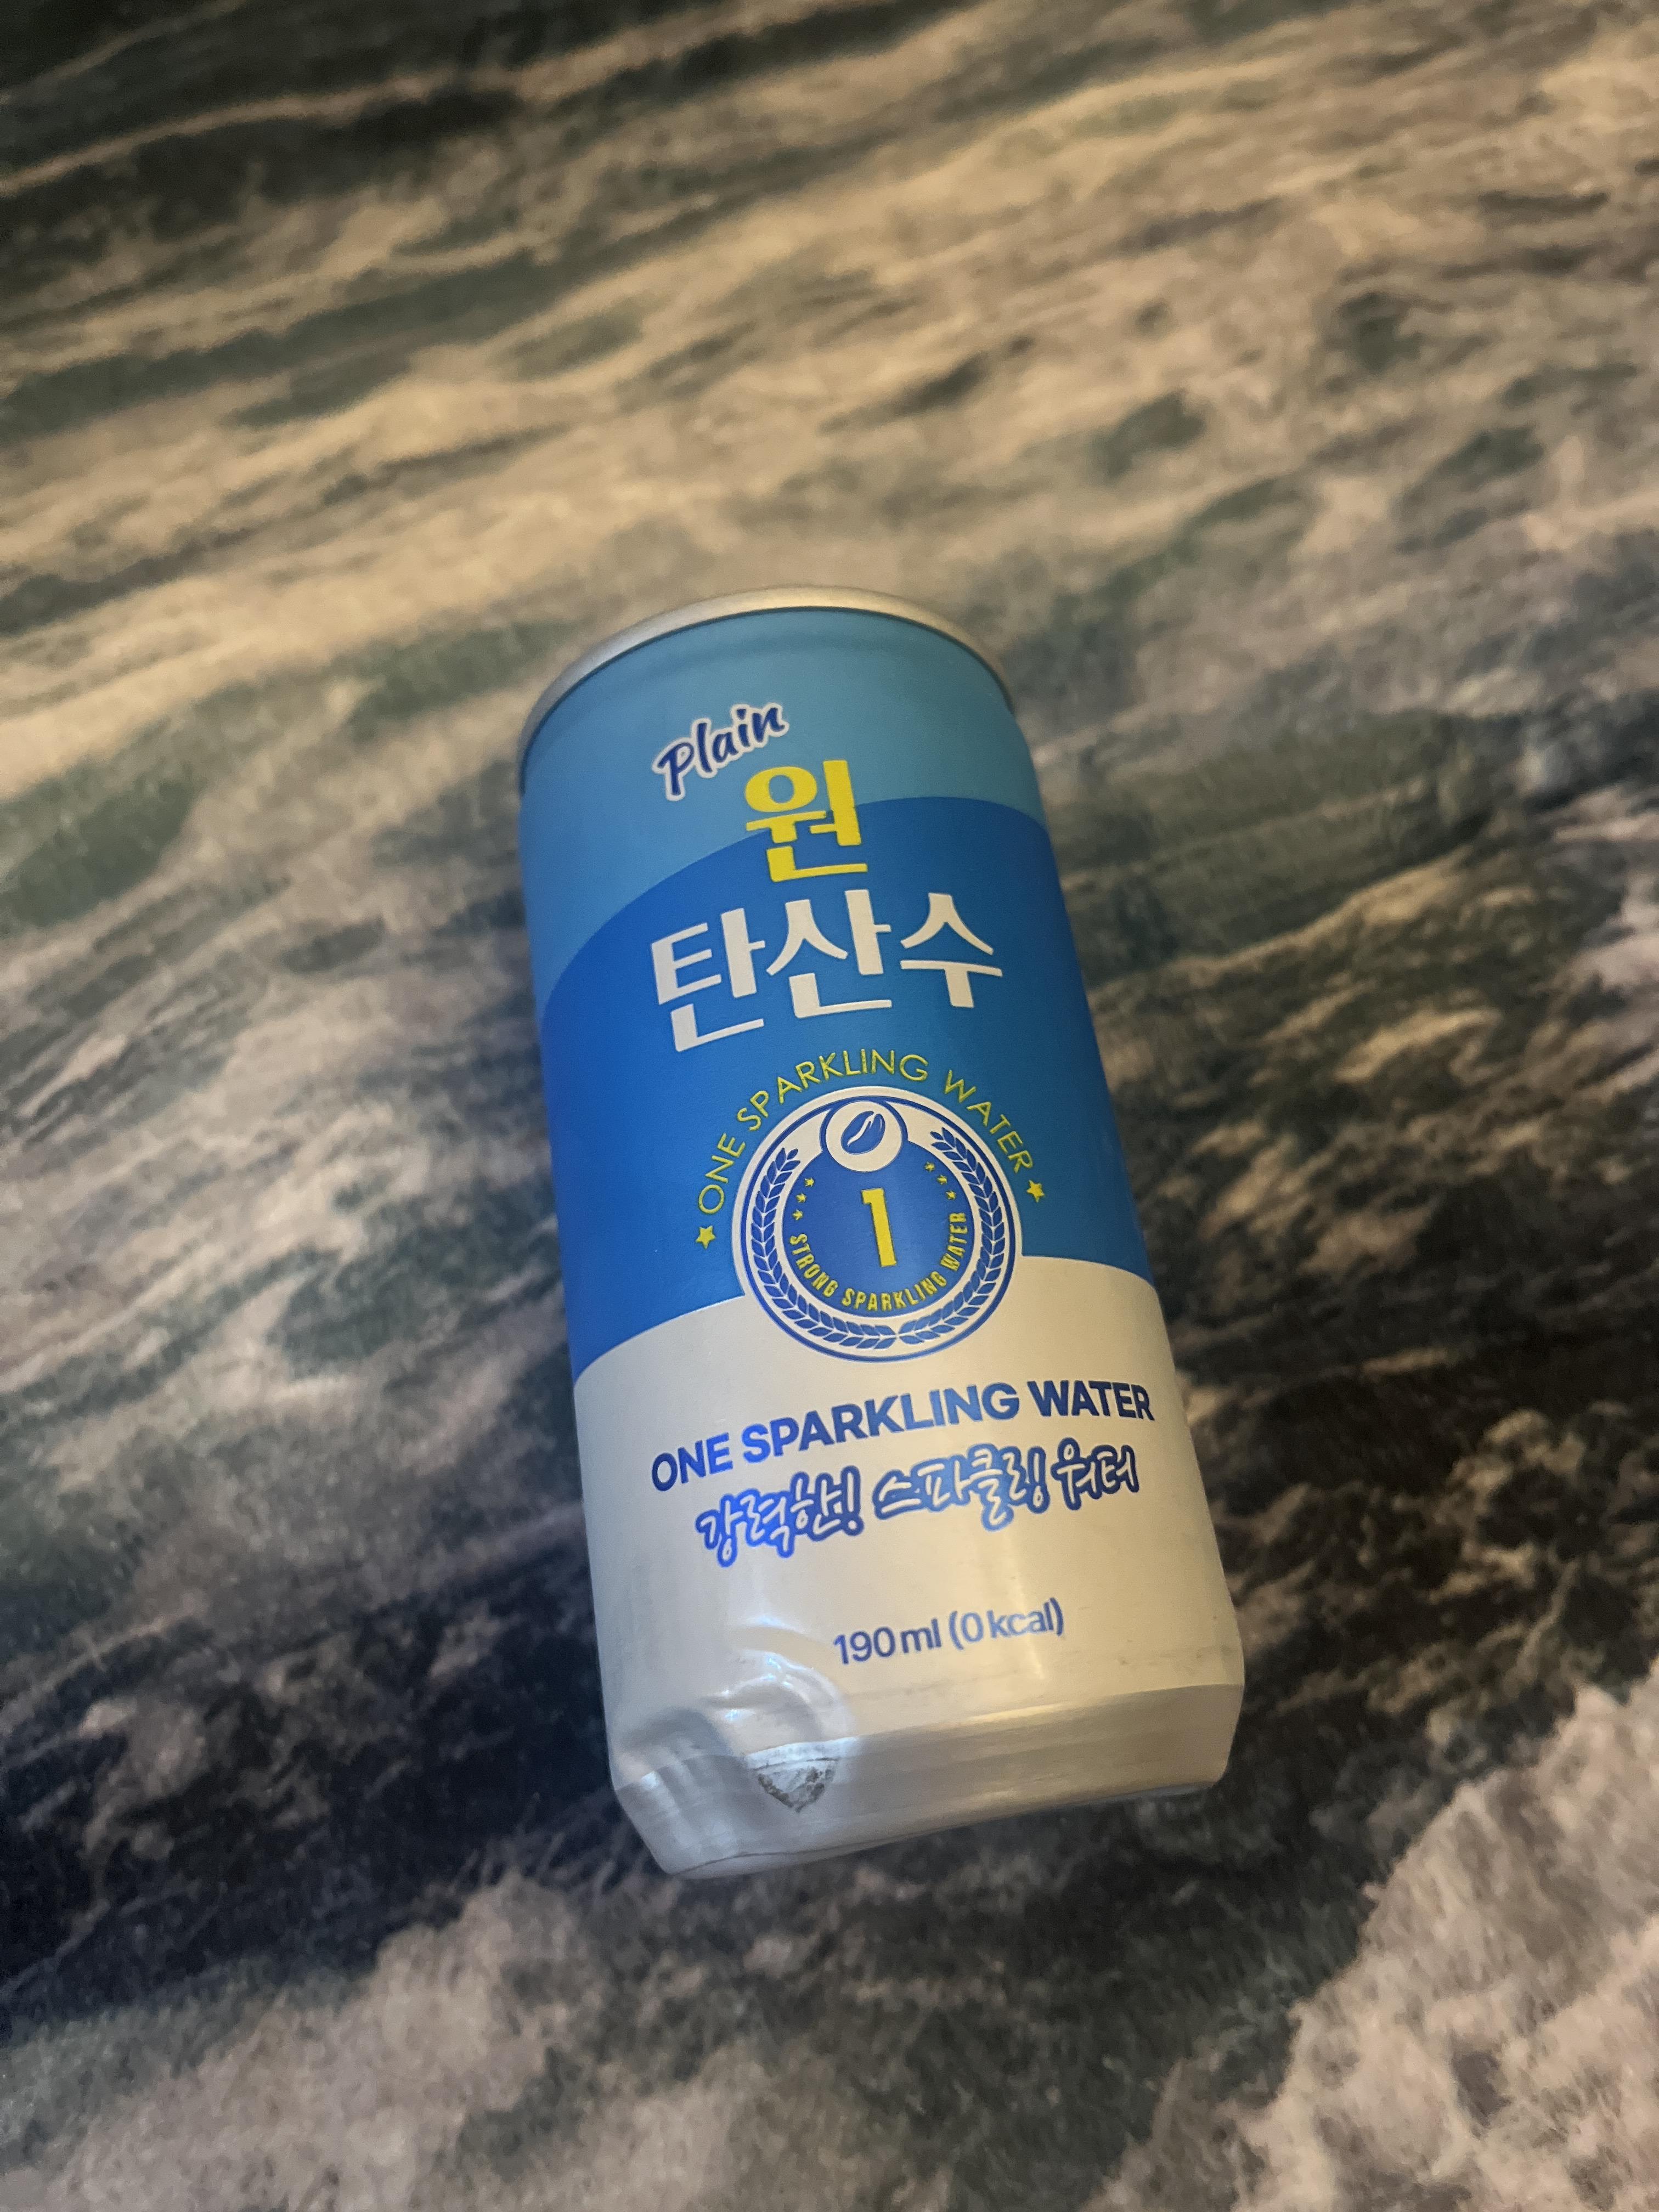 Plain
원
탄산수
ONE SPARKLING WATER
1
STRONG SPARKLING WATER
ONE SPARKLING WATER
강력한! 스파클링 워터
190ml (0kcal)